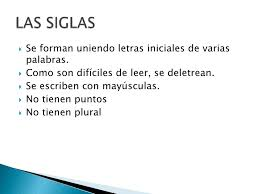 LAS SIGLAS
Se forman uniendo letras iniciales de varias
palabras.
Como son difíciles de leer, se deletrean.
Se escriben con mayúsculas.
No tienen puntos
No tienen plural